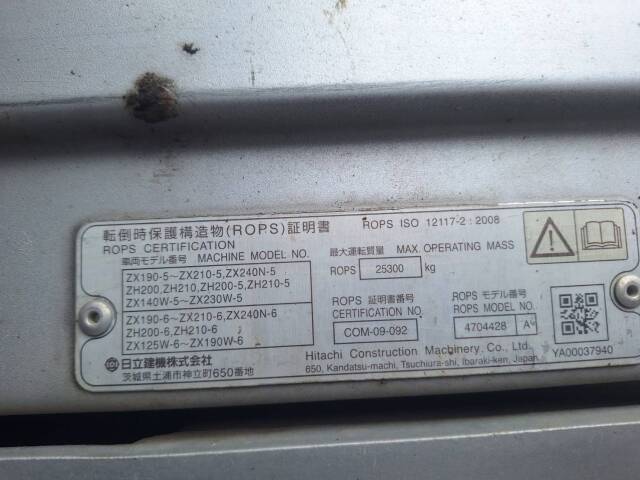 転倒時保護構造物(ROPS)証明書 ROPS ISO 12117-2 : 2008
ROPS CERTIFICATION
車両モデル番号 MACHINE MODEL NO.
ZX190-5～ZX210-5,ZX240N-5
ZH200,ZH210,ZH200-5,ZH210-5
ZX140W-5～ZX230W-5
ZX190-6～ZX210-6,ZX240N-6
ZH200-6,ZH210-6
ZX125W-6～ZX190W-6
最大運転質量 MAX. OPERATING MASS
ROPS 25300 kg
ROPS 証明書番号
CERTIFICATION NO.
COM-09-092
ROPS モデル番号
ROPS MODEL NO.
4704428 A
YA00037940
日立建機株式会社
茨城県土浦市神立町650番地
Hitachi Construction Machinery, Co., Ltd.
650, Kandatsu-machi, Tsuchiura-shi, Ibaraki-ken, Japan.